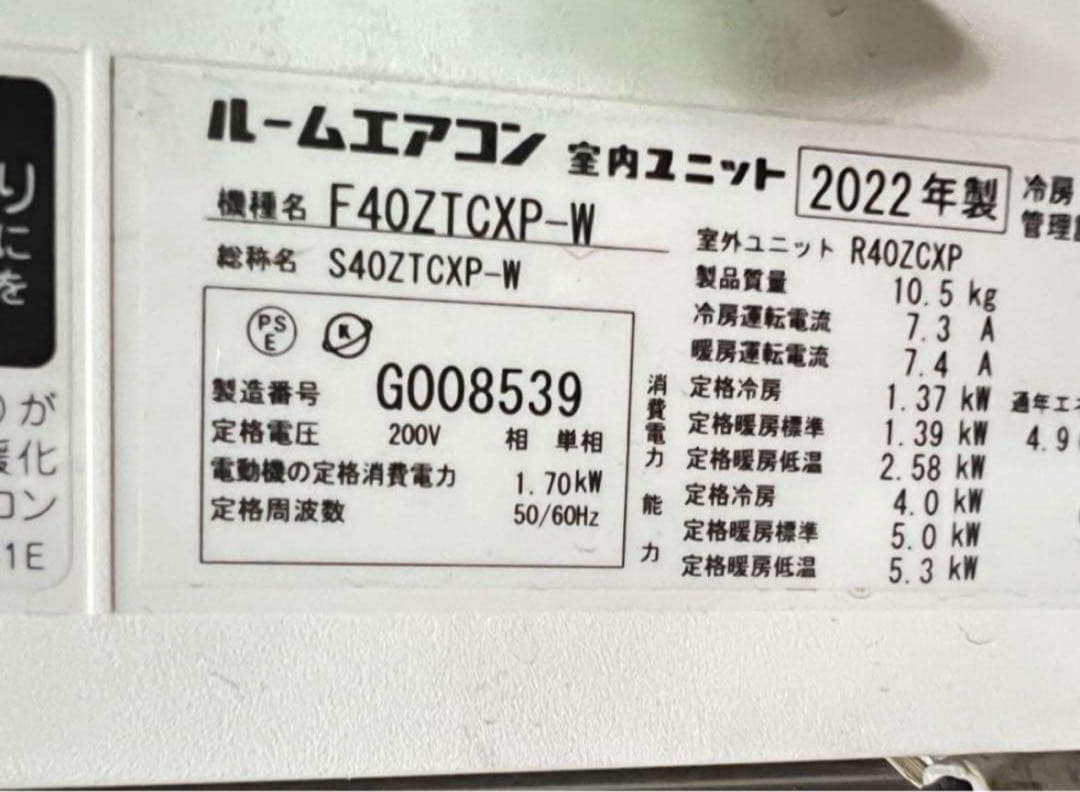 ルームエアコン 室内ユニット 2022年製
機種名 F40ZTCXP-W
総称名 S40ZTCXP-W
PS
E
製造番号 G008539
定格電圧 200V 相 単相
電動機の定格消費電力 1.70kW
定格周波数 50/60Hz
室外ユニット R40ZCXP
製品質量 10.5 kg
冷房運転電流 7.3 A
暖房運転電流 7.4 A
消費電力
定格冷房 1.37 kW
定格暖房標準 1.39 kW
定格暖房低温 2.58 kW
能力
定格冷房 4.0 kW
定格暖房標準 5.0 kW
定格暖房低温 5.3 kW
冷房
管理
通年エネ
4.9
り
に
を
が
暖化
コン
1E